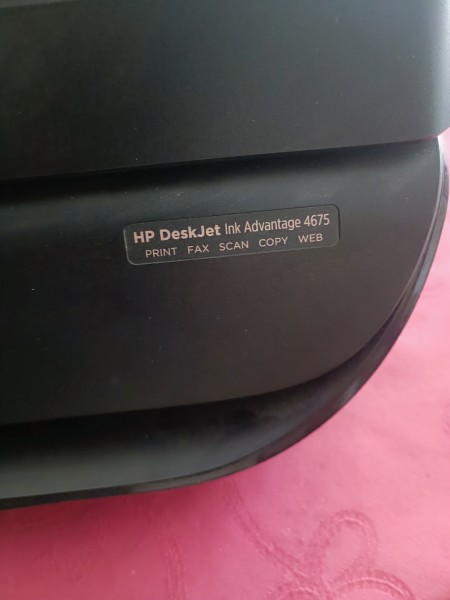 HP DeskJet Ink Advantage 4675
PRINT FAX SCAN COPY WEB